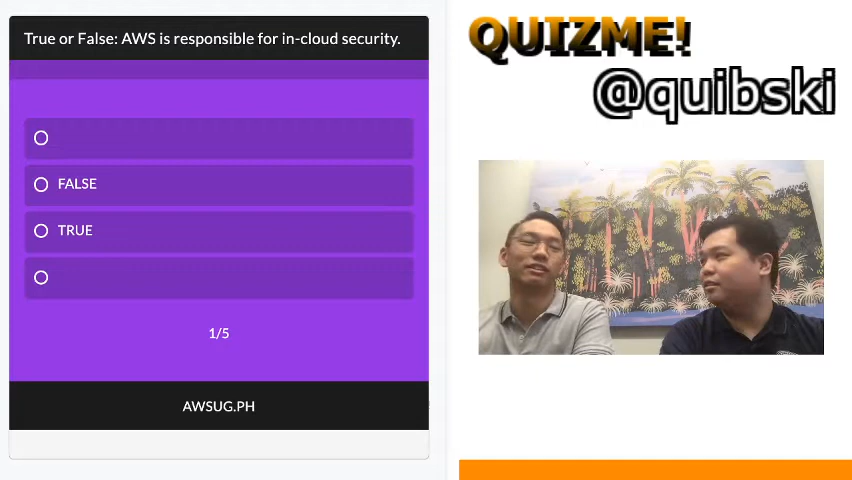 True or False: AWS is responsible for in-cloud security.
FALSE
TRUE
1/5
AWSUG.PH
QUIZME!
@quibski